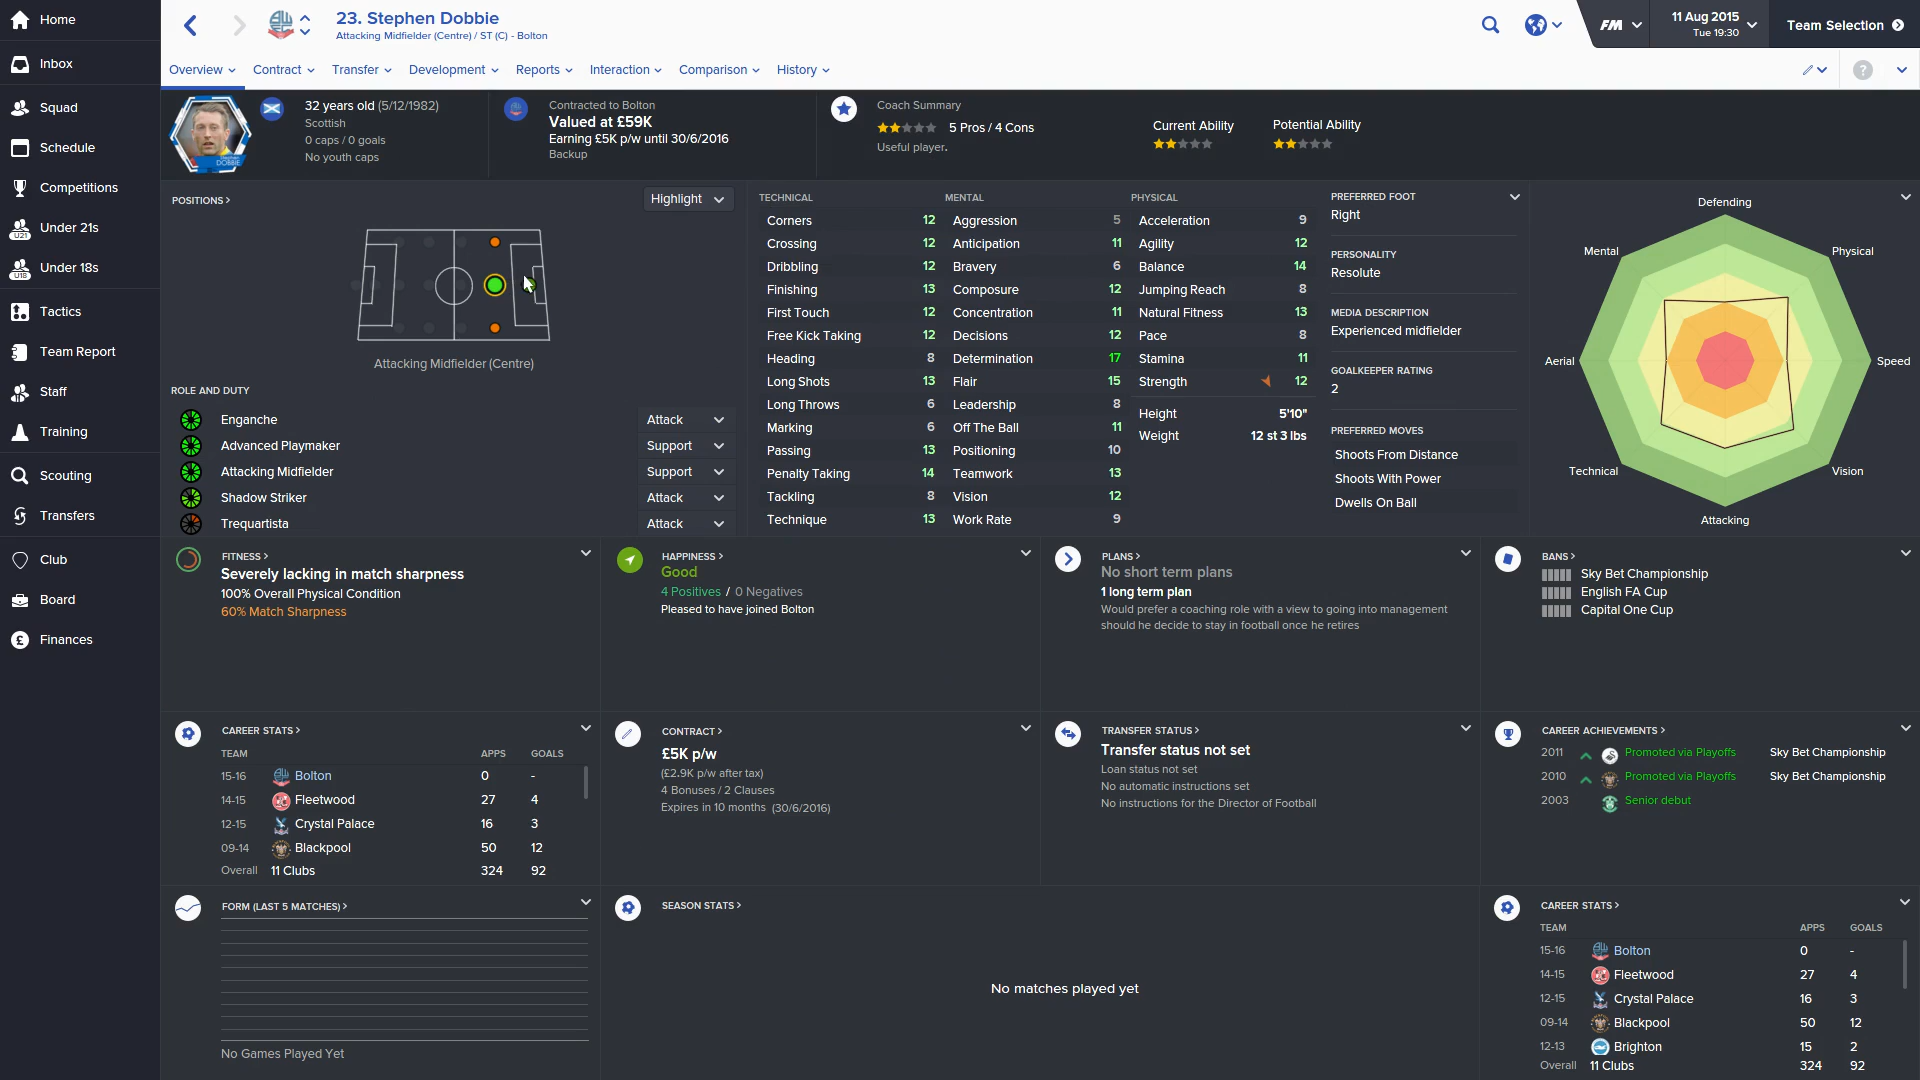 Home
Inbox
Squad
Schedule
Competitions
Under 21s
Under 18s
Tactics
Team Report
Staff
Training
Scouting
Transfers
Club
Board
Finances
23. Stephen Dobbie
Attacking Midfielder (Centre) / ST (C) - Bolton
FM
11 Aug 2015
Tue 19:30
Team Selection
Overview Contract Transfer Development Reports Interaction Comparison History
32 years old (5/12/1982)
Scottish
0 caps / 0 goals
No youth caps
Contracted to Bolton
Valued at £59K
Earning £5K p/w until 30/6/2016
Backup
Coach Summary
5 Pros / 4 Cons
Useful player.
Current Ability
Potential Ability
POSITIONS >
Highlight
Attacking Midfielder (Centre)
ROLE AND DUTY
Enganche Attack
Advanced Playmaker Support
Attacking Midfielder Support
Shadow Striker Attack
Trequartista Attack
TECHNICAL
Corners 12
Crossing 12
Dribbling 12
Finishing 13
First Touch 12
Free Kick Taking 12
Heading 8
Long Shots 13
Long Throws 6
Marking 6
Passing 13
Penalty Taking 14
Tackling 8
Technique 13
MENTAL
Aggression 5
Anticipation 11
Bravery 6
Composure 12
Concentration 11
Decisions 12
Determination 17
Flair 15
Leadership 8
Off The Ball 11
Positioning 10
Teamwork 13
Vision 12
Work Rate 9
PHYSICAL
Acceleration 9
Agility 12
Balance 14
Jumping Reach 8
Natural Fitness 13
Pace 8
Stamina 11
Strength 12
Height 5'10"
Weight 12 st 3 lbs
PREFERRED FOOT
Right
PERSONALITY
Resolute
MEDIA DESCRIPTION
Experienced midfielder
GOALKEEPER RATING
2
PREFERRED MOVES
Shoots From Distance
Shoots With Power
Dwells On Ball
Defending
Mental
Physical
Aerial
Speed
Technical
Vision
Attacking
FITNESS >
Severely lacking in match sharpness
100% Overall Physical Condition
60% Match Sharpness
HAPPINESS >
Good
4 Positives / 0 Negatives
Pleased to have joined Bolton
PLANS >
No short term plans
1 long term plan
Would prefer a coaching role with a view to going into management
should he decide to stay in football once he retires
BANS >
Sky Bet Championship
English FA Cup
Capital One Cup
CAREER STATS >
TEAM APPS GOALS
15-16 Bolton 0 -
14-15 Fleetwood 27 4
12-15 Crystal Palace 16 3
09-14 Blackpool 50 12
Overall 11 Clubs 324 92
CONTRACT >
£5K p/w
(£2.9K p/w after tax)
4 Bonuses / 2 Clauses
Expires in 10 months (30/6/2016)
TRANSFER STATUS >
Transfer status not set
Loan status not set
No automatic instructions set
No instructions for the Director of Football
CAREER ACHIEVEMENTS >
2011 Promoted via Playoffs Sky Bet Championship
2010 Promoted via Playoffs Sky Bet Championship
2003 Senior debut
FORM (LAST 5 MATCHES) >
No Games Played Yet
SEASON STATS >
No matches played yet
CAREER STATS >
TEAM APPS GOALS
15-16 Bolton 0 -
14-15 Fleetwood 27 4
12-15 Crystal Palace 16 3
09-14 Blackpool 50 12
12-13 Brighton 15 2
Overall 11 Clubs 324 92